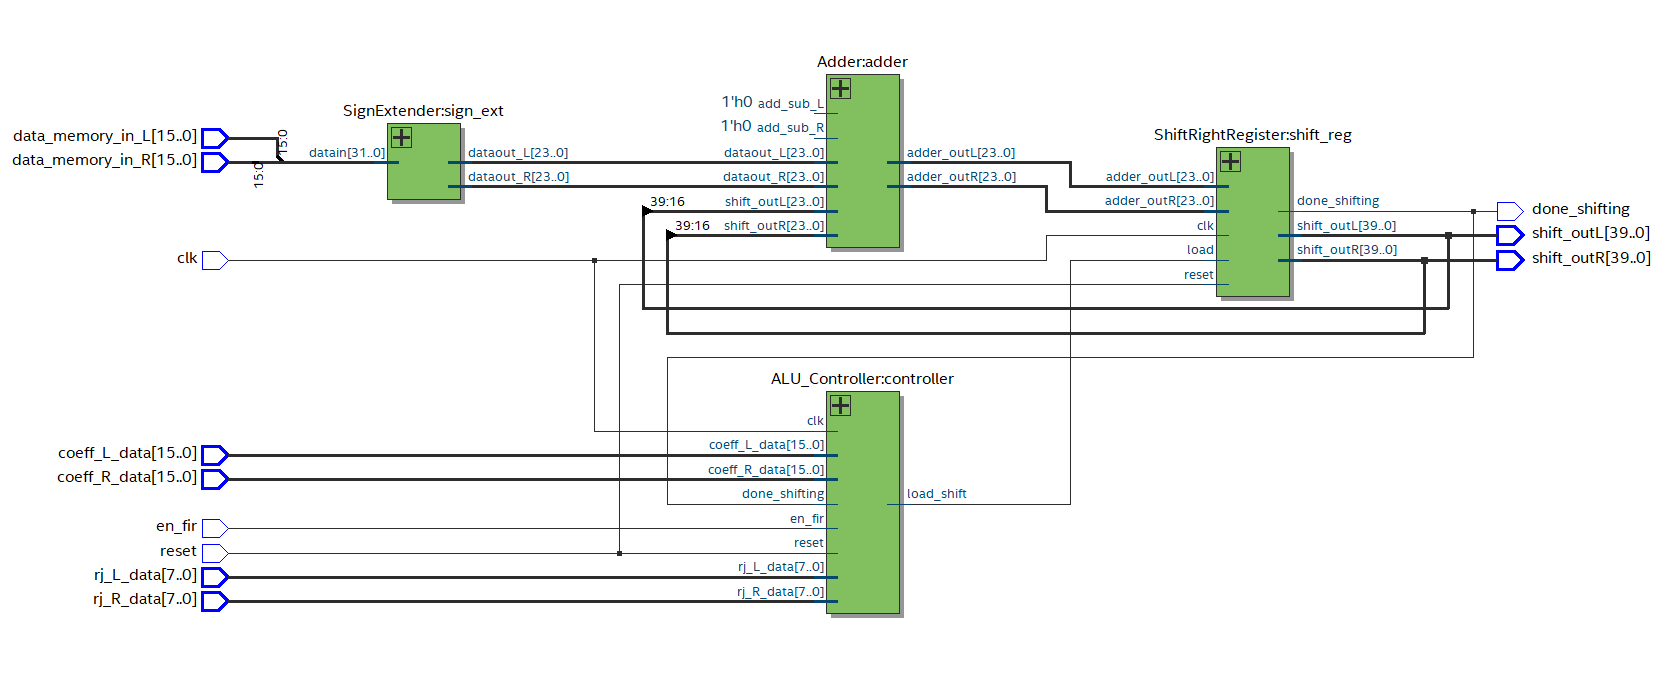 Adder:adder
1'h0 add_sub_L
1'h0 add_sub_R
dataout_L[23..0]
dataout_R[23..0]
39:16 shift_outL[23..0]
39:16 shift_outR[23..0]
adder_outL[23..0]
adder_outR[23..0]
SignExtender:sign_ext
data_memory_in_L[15..0]
data_memory_in_R[15..0]
15:0
15:0
datain[31..0]
dataout_L[23..0]
dataout_R[23..0]
ShiftRightRegister:shift_reg
adder_outL[23..0]
adder_outR[23..0]
clk
load
reset
done_shifting
shift_outL[39..0]
shift_outR[39..0]
done_shifting
shift_outL[39..0]
shift_outR[39..0]
clk
ALU_Controller:controller
clk
coeff_L_data[15..0]
coeff_R_data[15..0]
done_shifting
en_fir
reset
rj_L_data[7..0]
rj_R_data[7..0]
load_shift
coeff_L_data[15..0]
coeff_R_data[15..0]
en_fir
reset
rj_L_data[7..0]
rj_R_data[7..0]